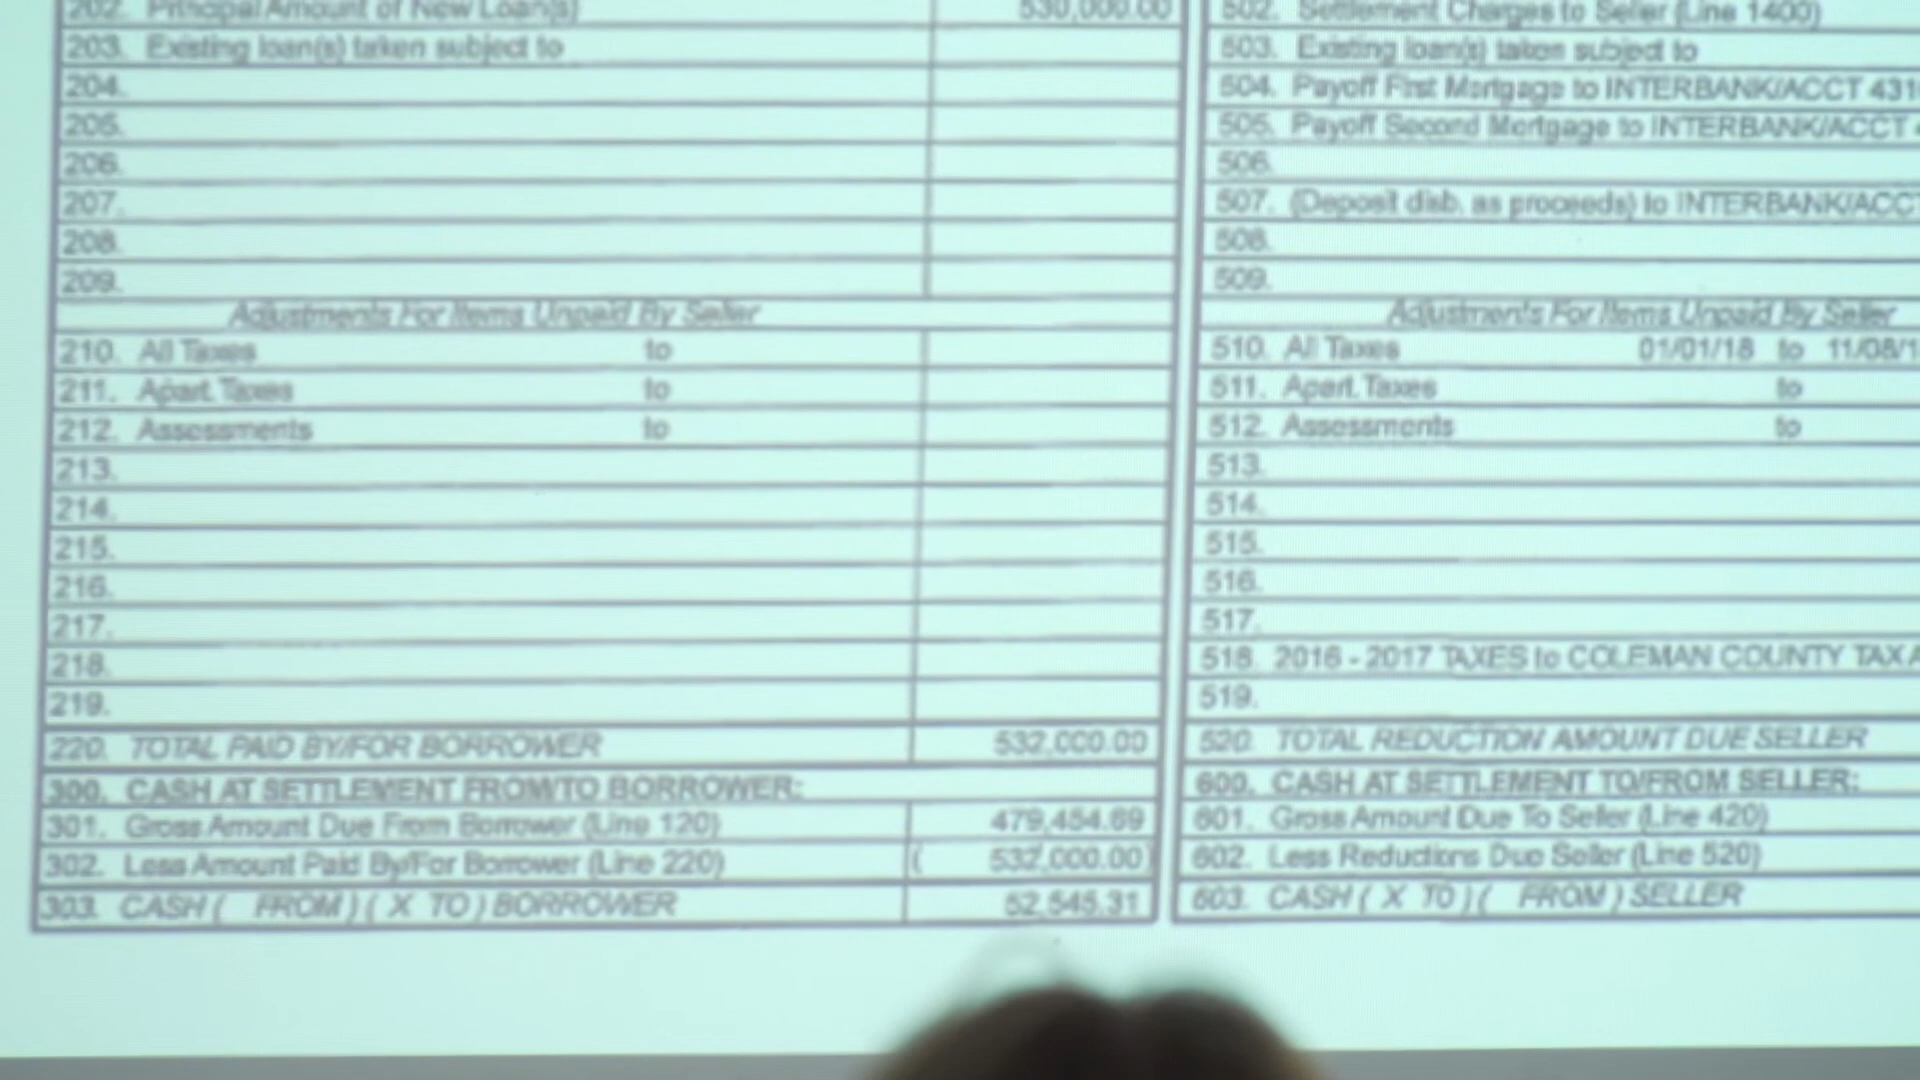 202. Principal Amount of New Loan(s) 530,000.00
203. Existing loan(s) taken subject to
204.
205.
206.
207.
208.
209.
Adjustments For Items Unpaid By Seller
210. All Taxes to
211. Apart. Taxes to
212. Assessments to
213.
214.
215.
216.
217.
218.
219.
220. TOTAL PAID BY/FOR BORROWER 532,000.00
300. CASH AT SETTLEMENT FROM/TO BORROWER:
301. Gross Amount Due From Borrower (Line 120) 479,454.69
302. Less Amount Paid By/For Borrower (Line 220) ( 532,000.00)
303. CASH ( FROM ) ( X TO ) BORROWER 52,545.31
502. Settlement Charges to Seller (Line 1400)
503. Existing loan(s) taken subject to
504. Payoff First Mortgage to INTERBANK/ACCT 431
505. Payoff Second Mortgage to INTERBANK/ACCT
506.
507. (Deposit disb. as proceeds) to INTERBANK/ACCT
508.
509.
Adjustments For Items Unpaid By Seller
510. All Taxes 01/01/18 to 11/08/1
511. Apart. Taxes to
512. Assessments to
513.
514.
515.
516.
517.
518. 2016 - 2017 TAXES to COLEMAN COUNTY TAX A
519.
520. TOTAL REDUCTION AMOUNT DUE SELLER
600. CASH AT SETTLEMENT TO/FROM SELLER:
601. Gross Amount Due To Seller (Line 420)
602. Less Reductions Due Seller (Line 520)
603. CASH ( X TO ) ( FROM ) SELLER